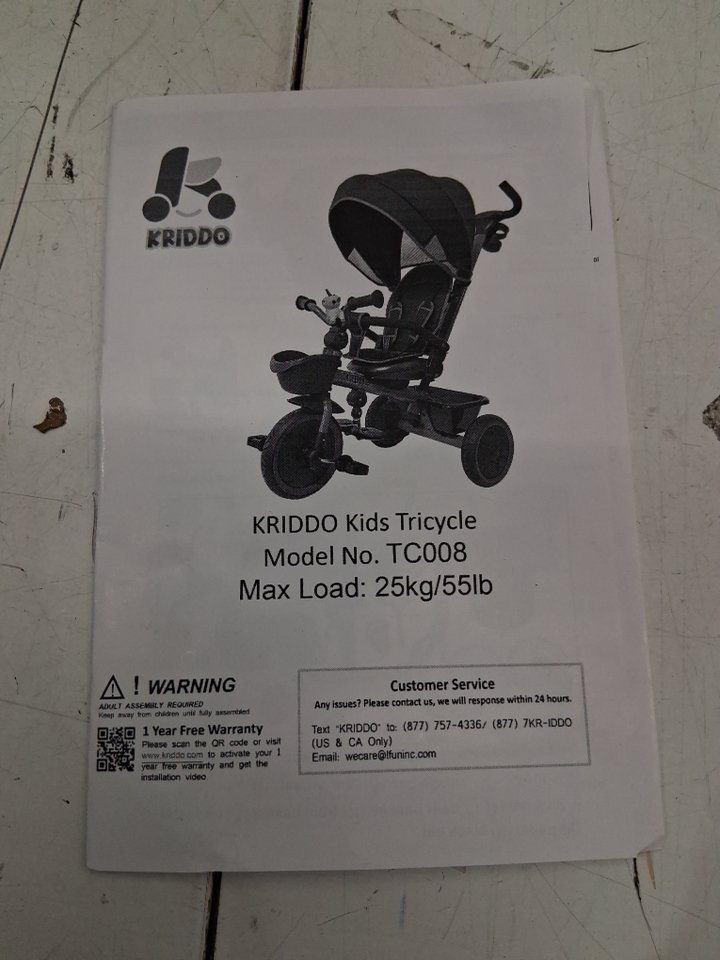 KRIDDO
KRIDDO Kids Tricycle
Model No. TC008
Max Load: 25kg/55lb
! WARNING
ADULT ASSEMBLY REQUIRED
Keep away from children until fully assembled
1 Year Free Warranty
Please scan the QR code or visit
www.kriddo.com to activate your 1
year free warranty and get the
installation video
Customer Service
Any issues? Please contact us, we will response within 24 hours.
Text "KRIDDO" to: (877) 757-4336/ (877) 7KR-IDDO
(US & CA Only)
Email: wecare@lfuninc.com